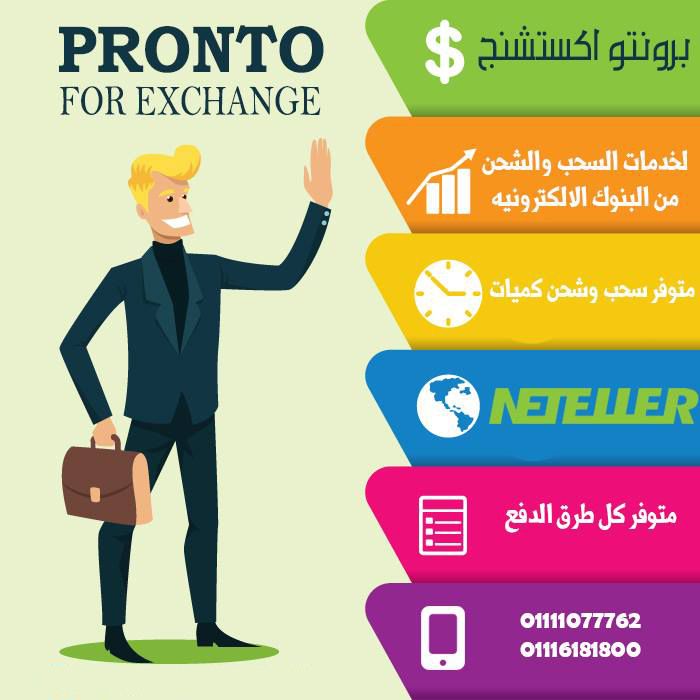 PRONTO
FOR EXCHANGE
برونتو اكستشنج
لخدمات السحب والشحن
من البنوك الالكترونيه
متوفر سحب وشحن كميات
NETELLER
متوفر كل طرق الدفع
01111077762
01116181800